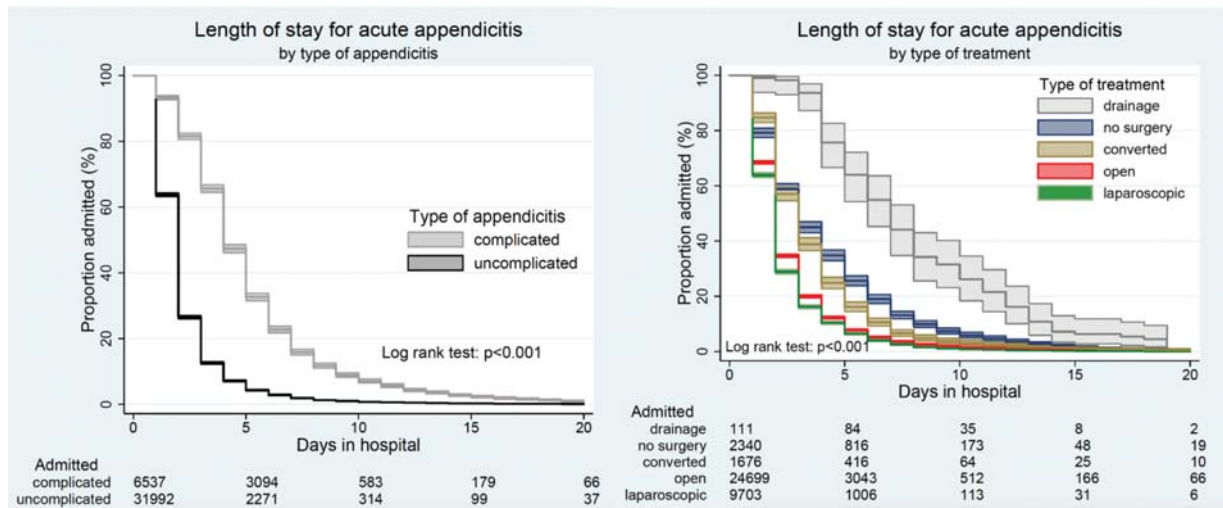 Length of stay for acute appendicitis
by type of appendicitis
Proportion admitted (%)
100
80
60
40
20
0
Type of appendicitis
complicated
uncomplicated
Log rank test: p<0.001
0 5 10 15 20
Days in hospital
Admitted
complicated 6537 3094 583 179 66
uncomplicated 31992 2271 314 99 37
Length of stay for acute appendicitis
by type of treatment
Proportion admitted (%)
100
80
60
40
20
0
Type of treatment
drainage
no surgery
converted
open
laparoscopic
Log rank test: p<0.001
0 5 10 15 20
Days in hospital
Admitted
drainage 111 84 35 8 2
no surgery 2340 816 173 48 19
converted 1676 416 64 25 10
open 24699 3043 512 166 66
laparoscopic 9703 1006 113 31 6